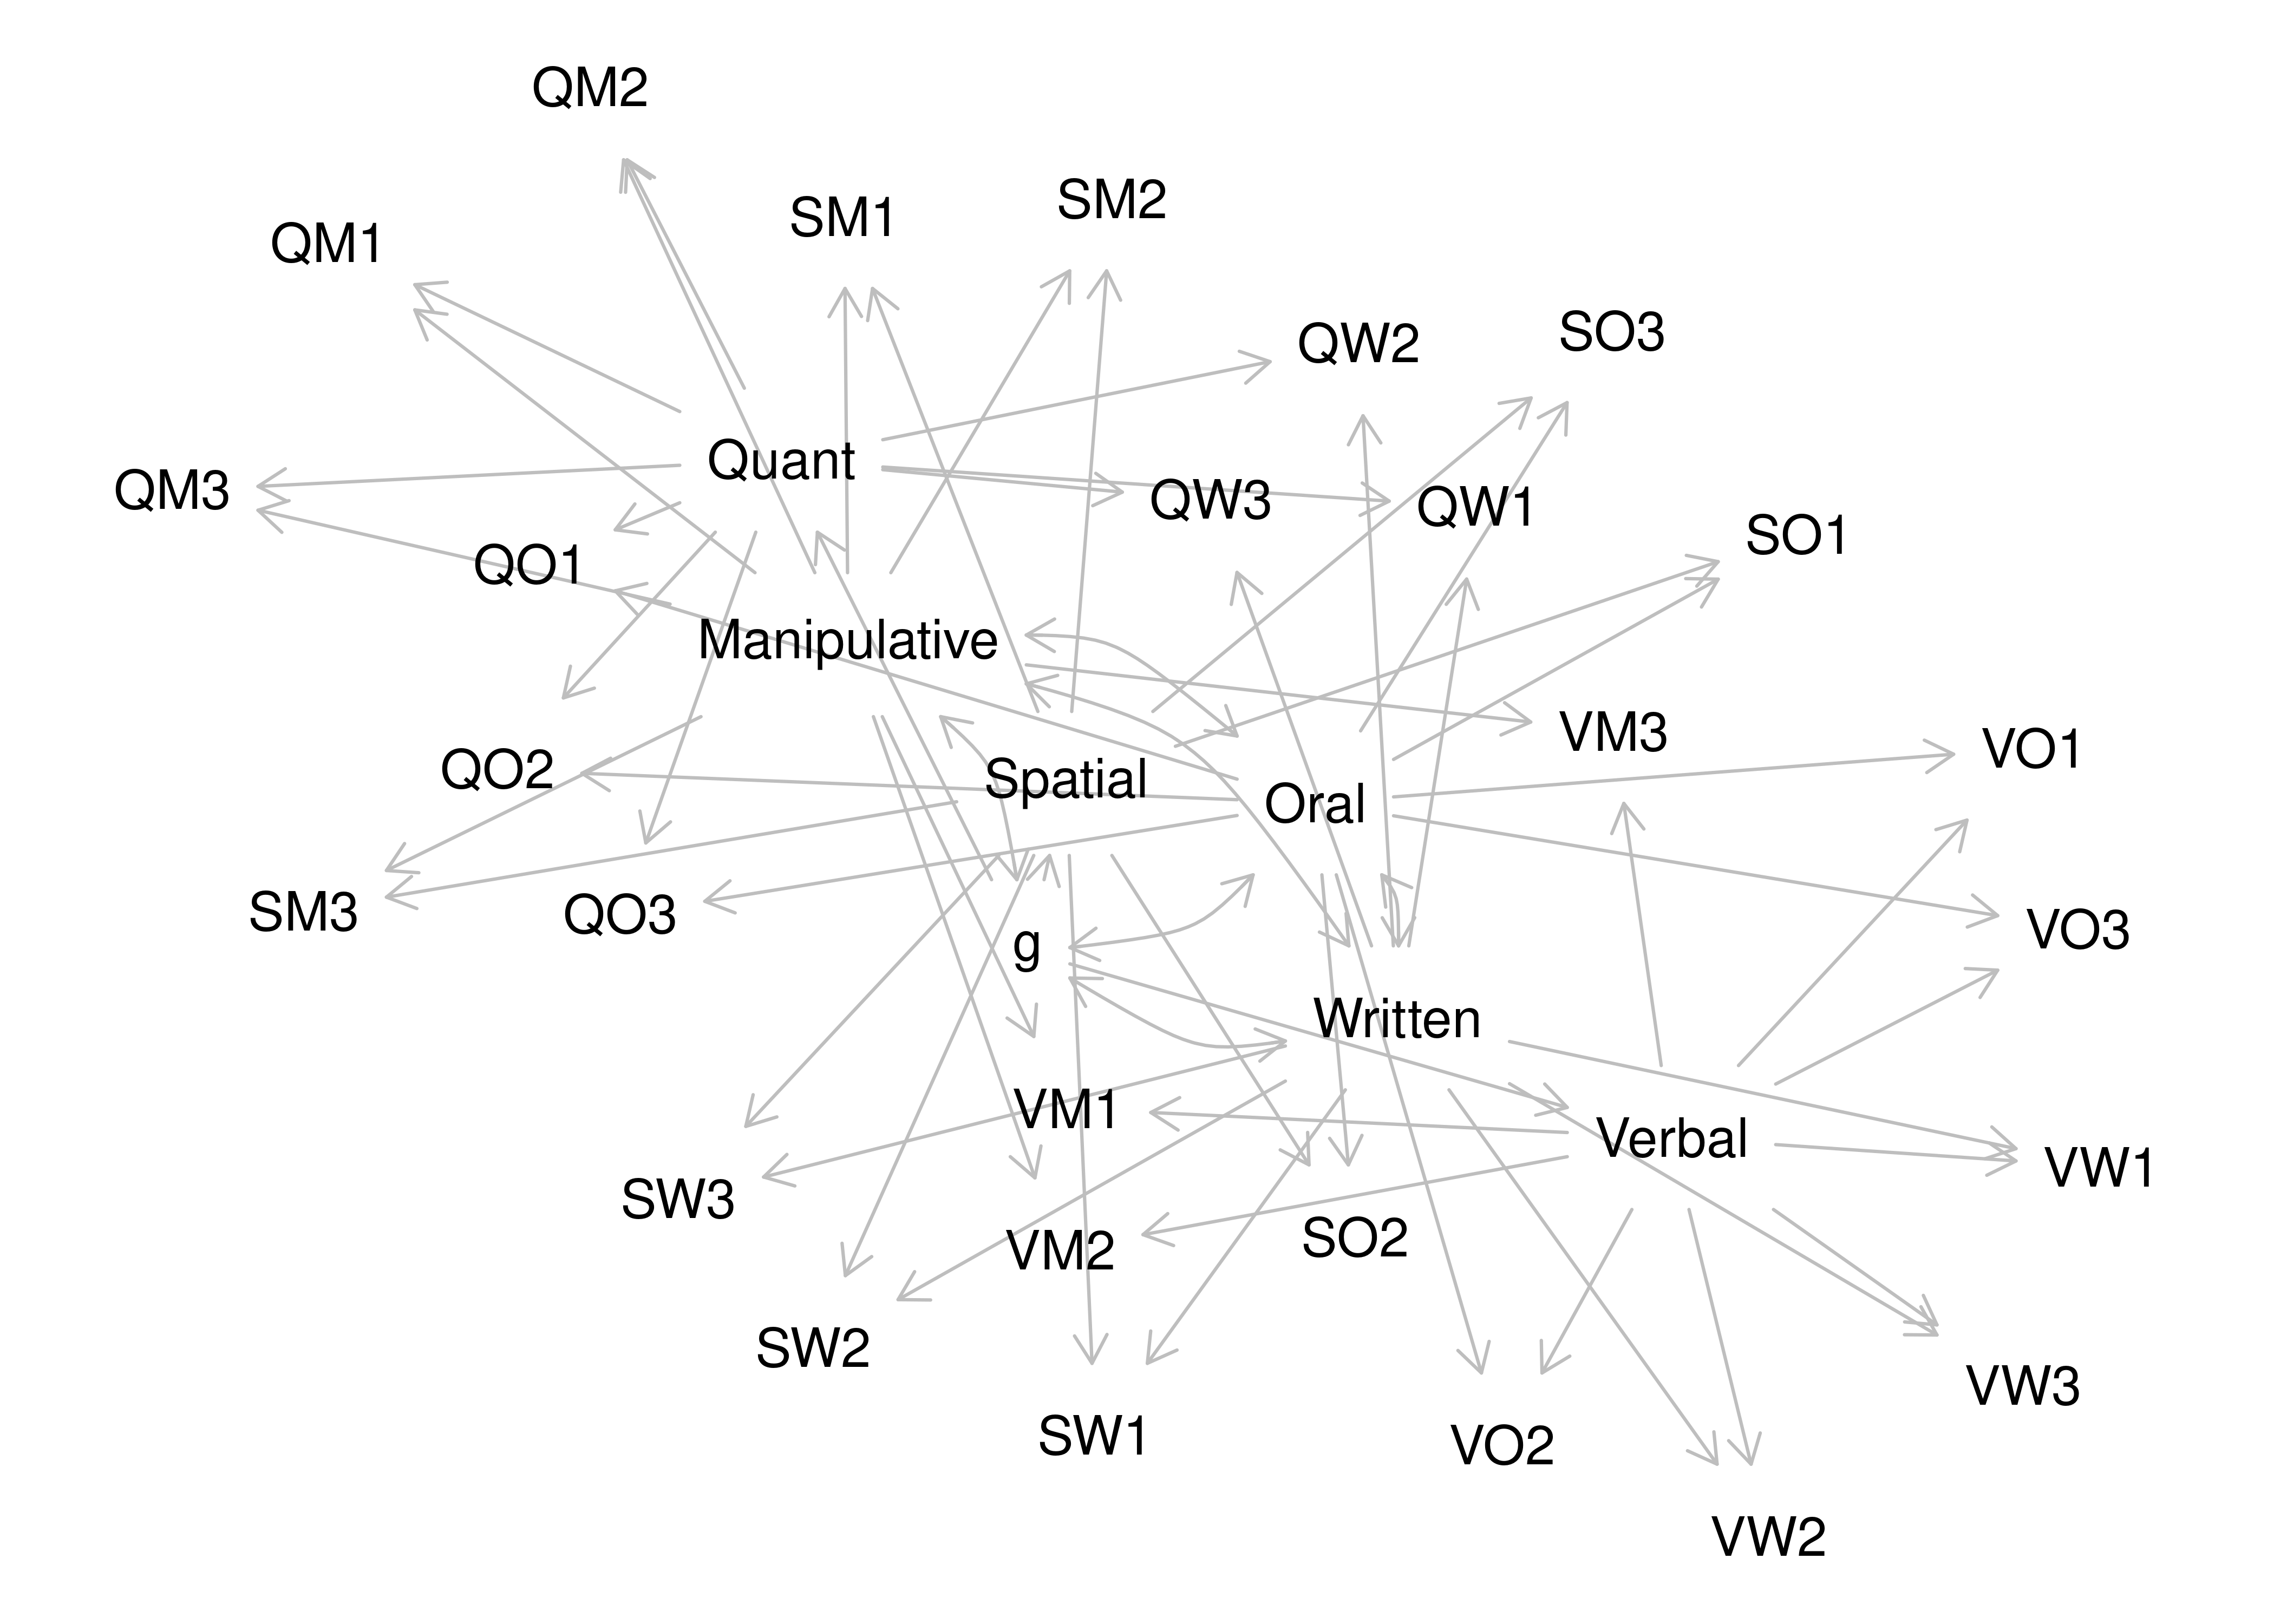 QM2
SM2
SM1
QM1
SO3
QW2
Quant
QM3
QW3
QW1
SO1
QO1
Manipulative
VM3
VO1
QO2
Spatial
Oral
SM3
QO3
VO3
g
Written
VM1
Verbal
VW1
SW3
SO2
VM2
SW2
VW3
SW1
VO2
VW2